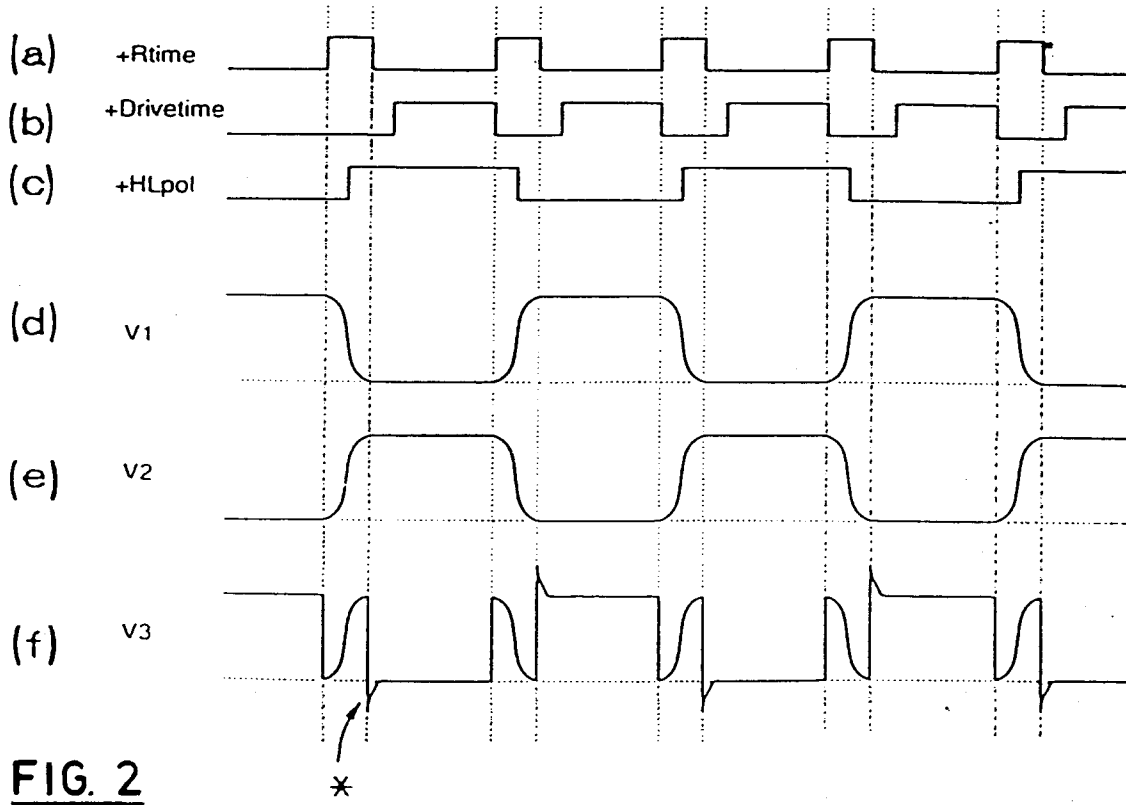 (a) +Rtime
(b) +Drivetime
(c) +HLpol
(d) V1
(e) V2
(f) V3
*
FIG. 2